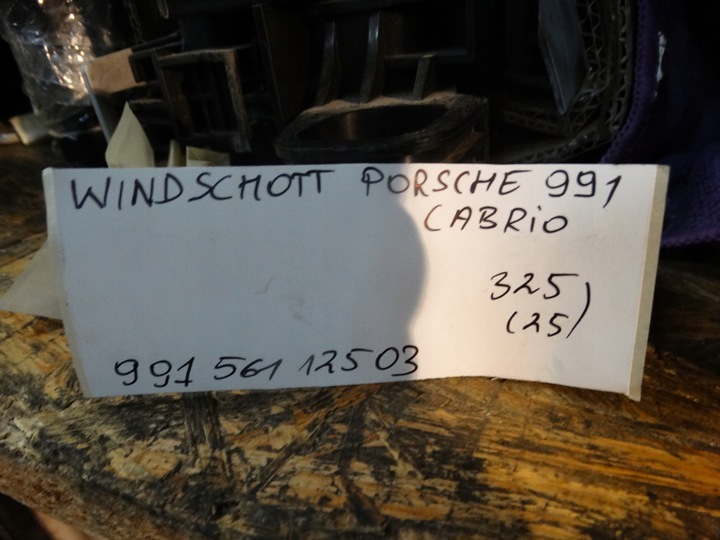 WINDSCHOTT PORSCHE 991
CABRiO
325
(25)
991 561 125 03